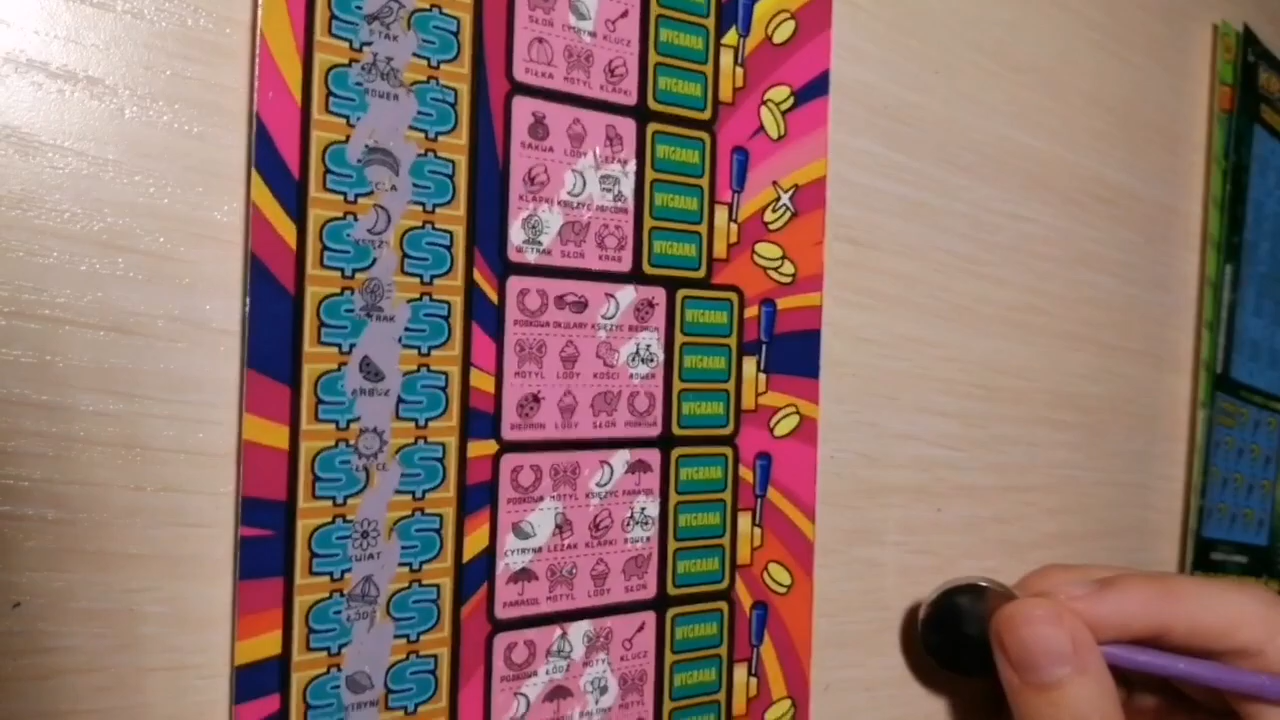 PTAK
ROWER
KSIĘŻYC
WIATRAK
ARBUZ
SŁOŃCE
KWIAT
ŁÓDŹ
CYTRYNA
SŁOŃ CYTRYNA KLUCZ
PIŁKA MOTYL KLAPKI
WYGRANA
WYGRANA
WYGRANA
SAKWA LODY LEŻAK
KLAPKI KSIĘŻYC POPCORN
WIATRAK SŁOŃ KRAB
WYGRANA
WYGRANA
WYGRANA
PODKOWA OKULARY KSIĘŻYC BIEDRON
MOTYL LODY KOŚCI ROWER
BIEDRON LODY SŁOŃ PODKOWA
WYGRANA
WYGRANA
WYGRANA
PODKOWA MOTYL KSIĘŻYC PARASOL
CYTRYNA LEŻAK KLAPKI ROWER
PARASOL MOTYL LODY SŁOŃ
WYGRANA
WYGRANA
WYGRANA
PODKOWA ŁÓDŹ MOTYL KLUCZ
BALONY MOTYL
WYGRANA
WYGRANA